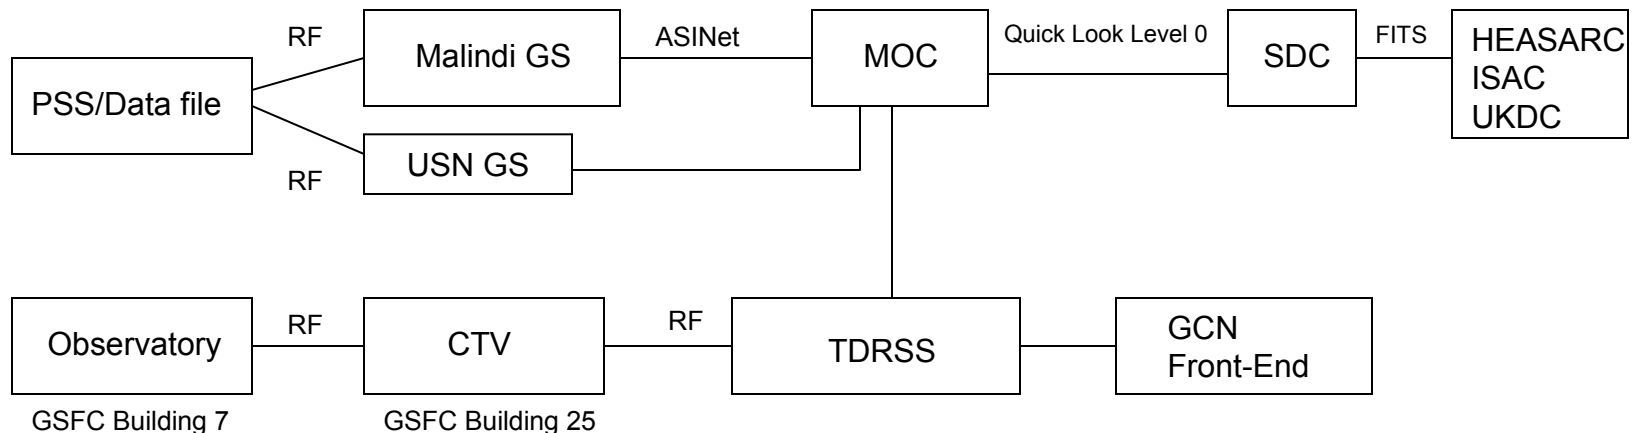 RF
Malindi GS
ASINet
MOC
Quick Look Level 0
SDC
FITS
HEASARC
ISAC
UKDC
PSS/Data file
RF
USN GS
Observatory
RF
CTV
RF
TDRSS
GCN
Front-End
GSFC Building 7
GSFC Building 25